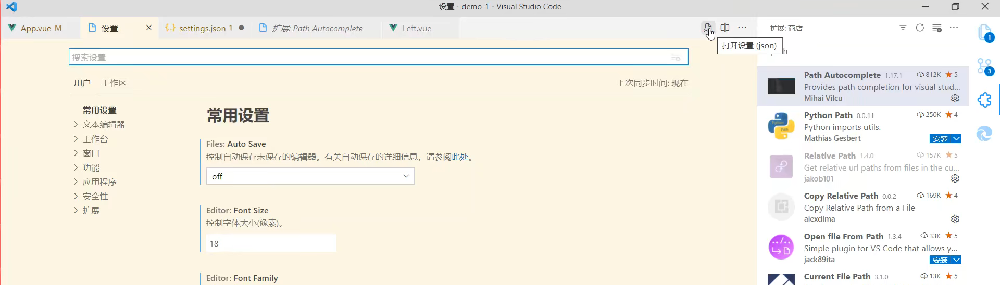 设置 - demo-1 - Visual Studio Code
App.vue M
设置
settings.json 1
扩展: Path Autocomplete
Left.vue
打开设置 (json)
搜索设置
用户
工作区
上次同步时间: 现在
常用设置
文本编辑器
工作台
窗口
功能
应用程序
安全性
扩展
常用设置
Files: Auto Save
控制自动保存未保存的编辑器。有关自动保存的详细信息，请参阅此处。
off
Editor: Font Size
控制字体大小(像素)。
18
Editor: Font Family
扩展: 商店
Path Autocomplete 1.17.1 812K 5
Provides path completion for visual stud...
Mihai Vilcu
Python Path 0.0.11 250K 4
Python imports utils.
Mathias Gesbert 安装
Relative Path 1.4.0 157K 5
Get relative url paths from files in the cu...
jakob101
Copy Relative Path 0.0.2 169K 4
Copy Relative Path from a File
alexdima
Open file From Path 1.3.4 33K 5
Simple plugin for VS Code that allows y...
jack89ita 安装
Current File Path 3.1.0 13K 5
1
3